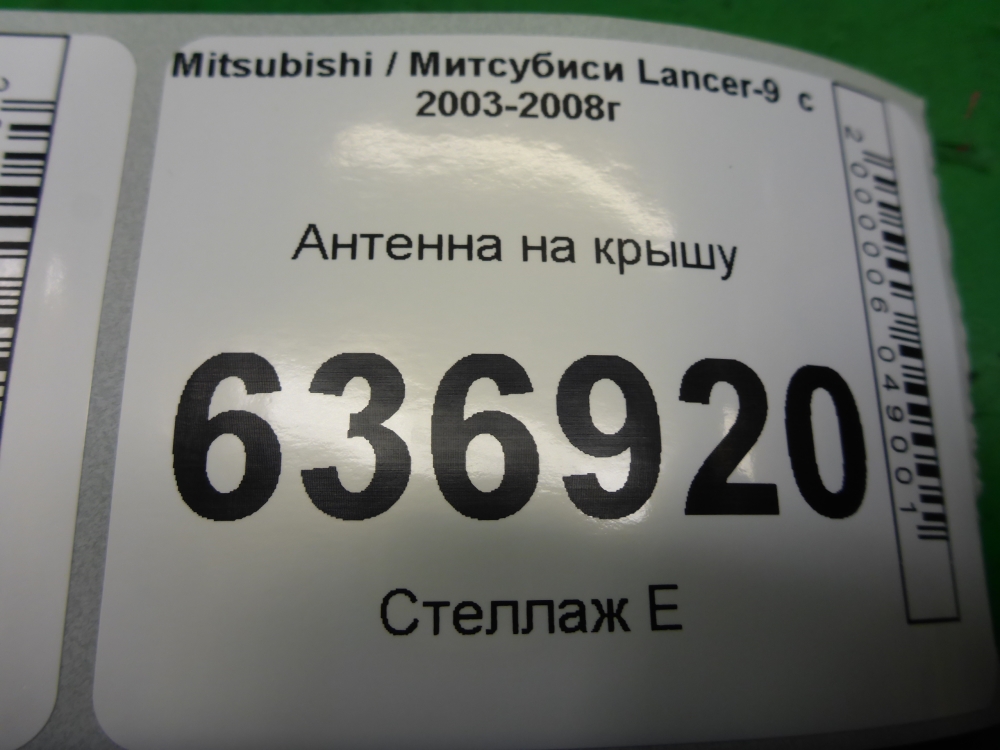 Mitsubishi / Митсубиси Lancer-9 с
2003-2008г
Антенна на крышу
636920
Стеллаж Е
2000006049001